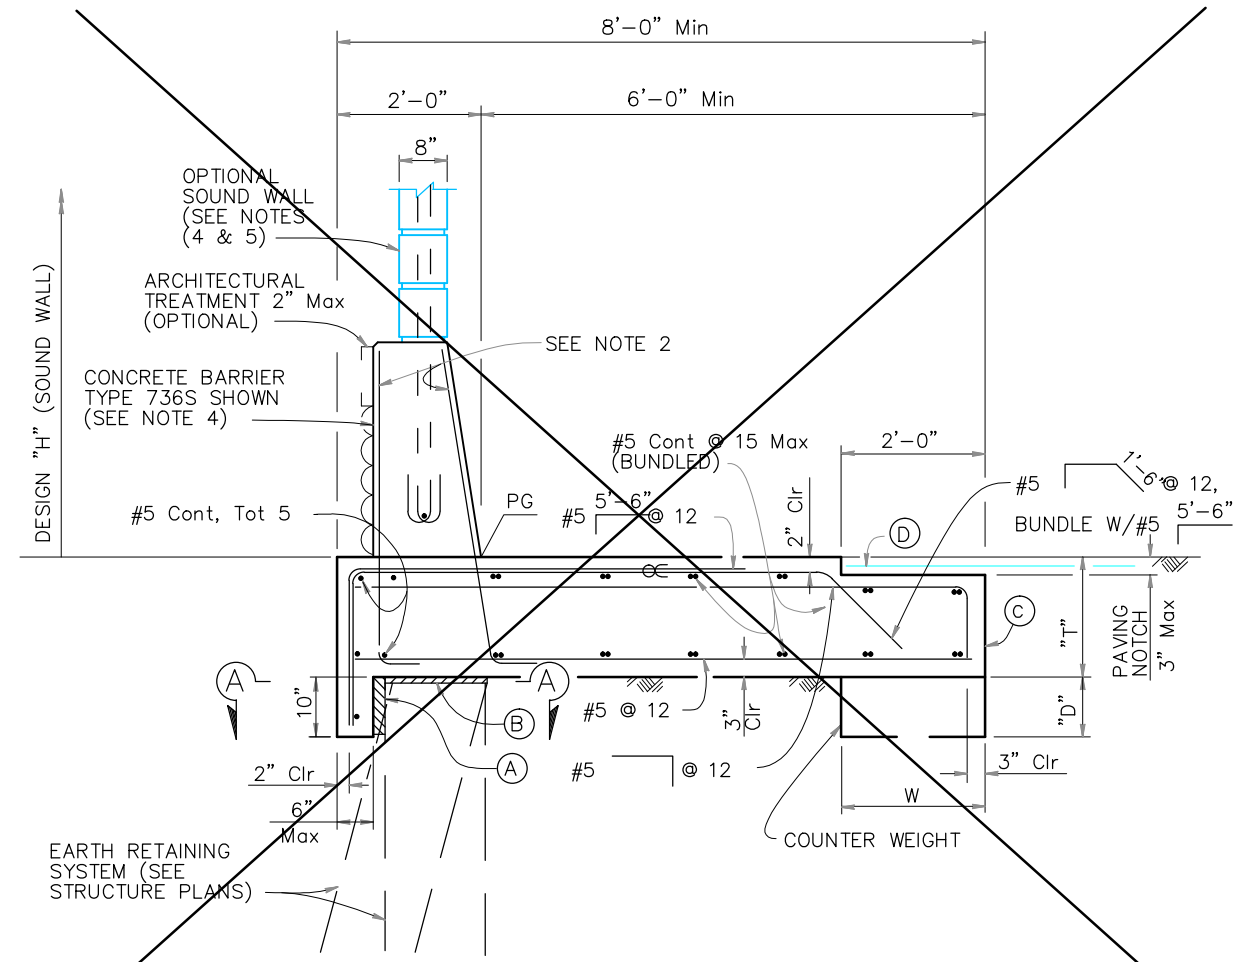 8'-0" Min
2'-0"
6'-0" Min
8"
OPTIONAL
SOUND WALL
(SEE NOTES
(4 & 5)
ARCHITECTURAL
TREATMENT 2" Max
(OPTIONAL)
SEE NOTE 2
CONCRETE BARRIER
TYPE 736S SHOWN
(SEE NOTE 4)
DESIGN "H" (SOUND WALL)
#5 Cont @ 15 Max
(BUNDLED)
2'-0"
#5 1'-6" @ 12,
BUNDLE W/#5 5'-6"
#5 Cont, Tot 5
PG
#5 5'-6" @ 12
2" Clr
D
C
"T"
PAVING
NOTCH
3" Max
A
A
10"
B
#5 @ 12
3"
Clr
"D"
A
#5 @ 12
2" Clr
3" Clr
6"
Max
W
COUNTER WEIGHT
EARTH RETAINING
SYSTEM (SEE
STRUCTURE PLANS)